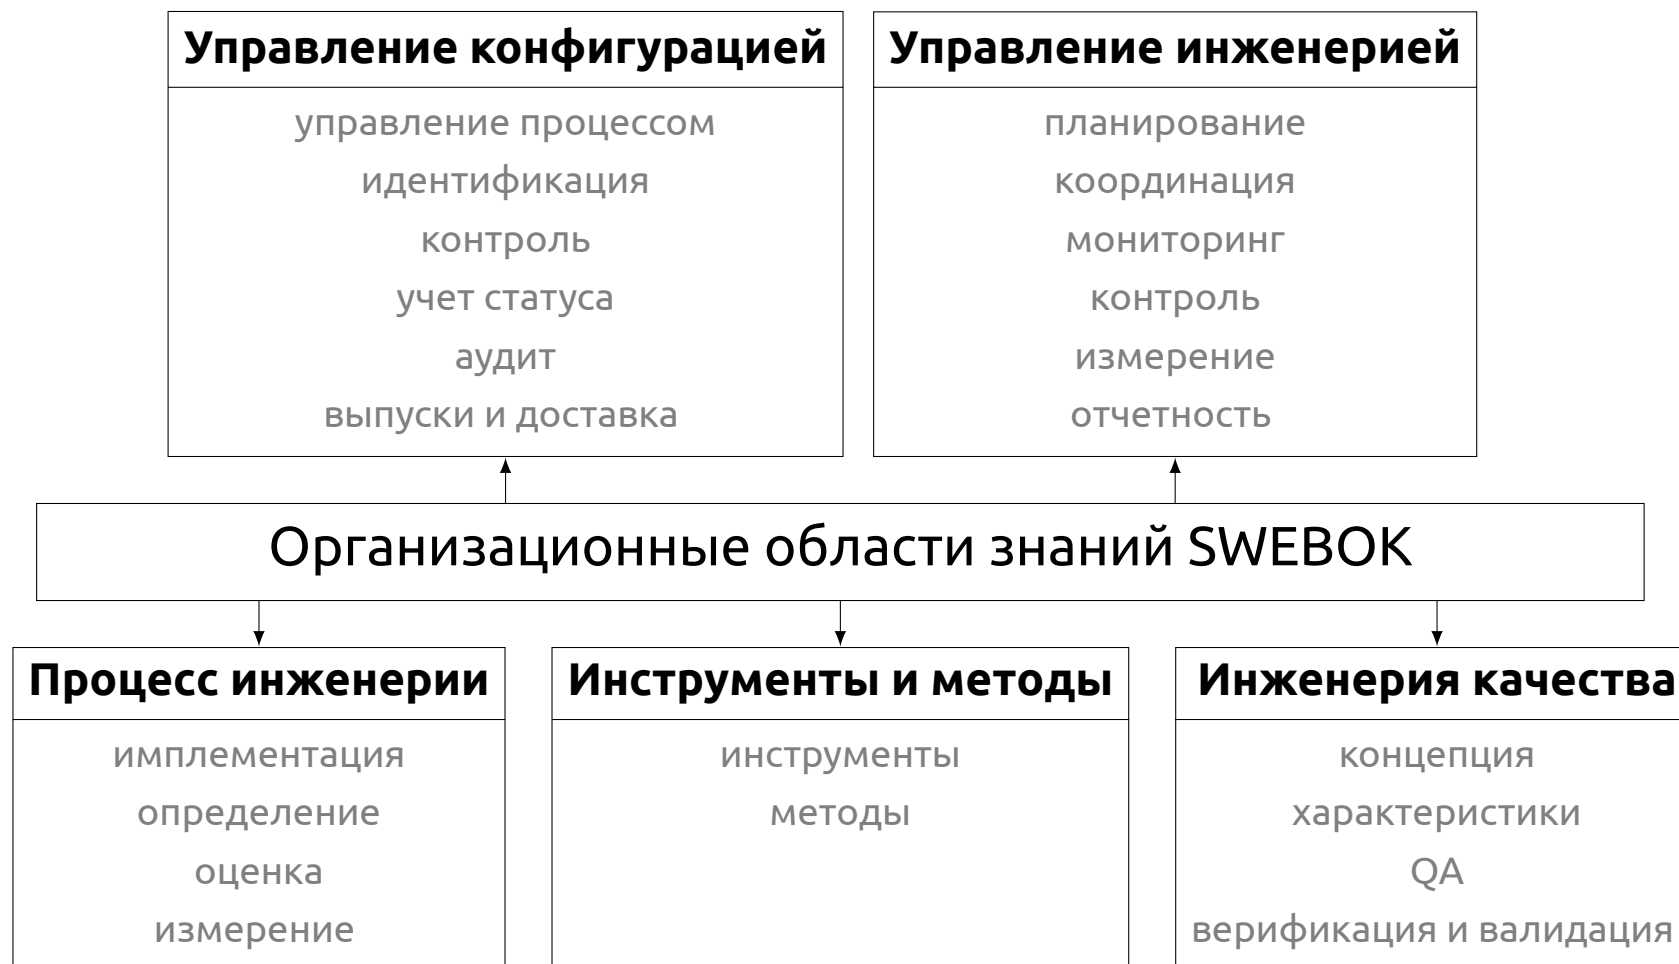 Управление конфигурацией
управление процессом
идентификация
контроль
учет статуса
аудит
выпуски и доставка
Управление инженерией
планирование
координация
мониторинг
контроль
измерение
отчетность
Организационные области знаний SWEBOK
Процесс инженерии
имплементация
определение
оценка
измерение
Инструменты и методы
инструменты
методы
Инженерия качества
концепция
характеристики
QA
верификация и валидация